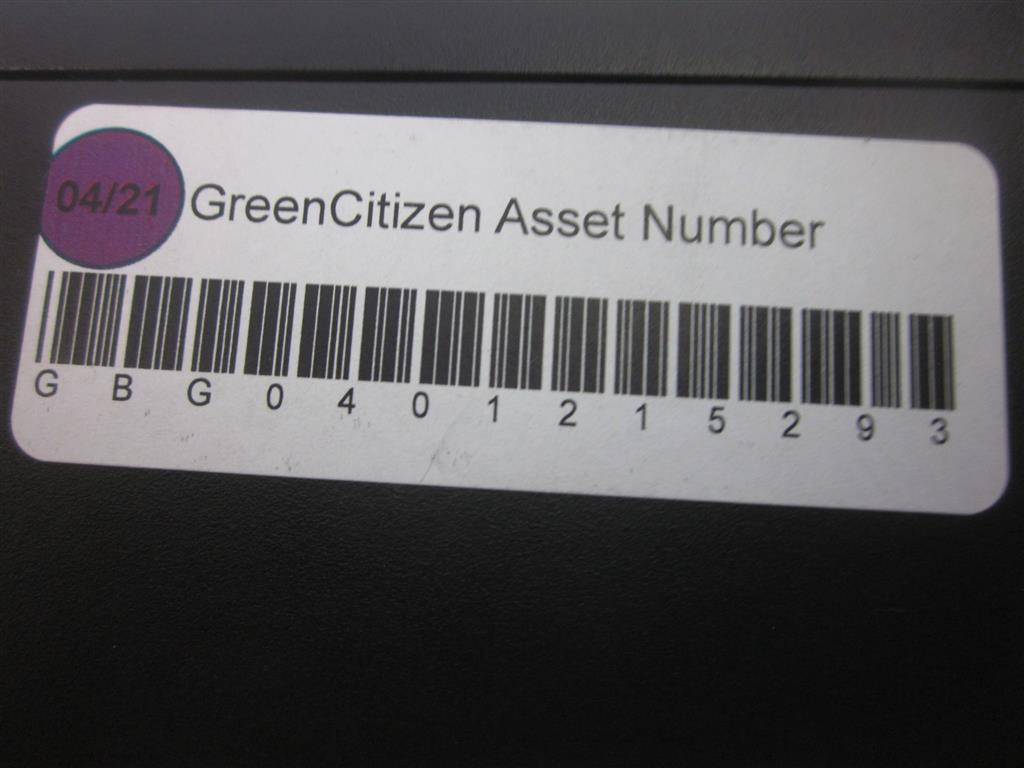 04/21 GreenCitizen Asset Number
G B G 0 4 0 1 2 1 5 2 9 3